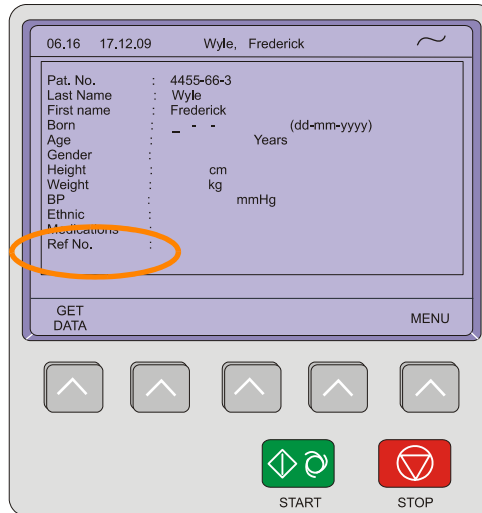 06.16 17.12.09 Wyle, Frederick
Pat. No. : 4455-66-3
Last Name : Wyle
First name : Frederick
Born : _ - - (dd-mm-yyyy)
Age : Years
Gender :
Height : cm
Weight : kg
BP : mmHg
Ethnic :
Medications :
Ref No. :
GET DATA MENU
START STOP